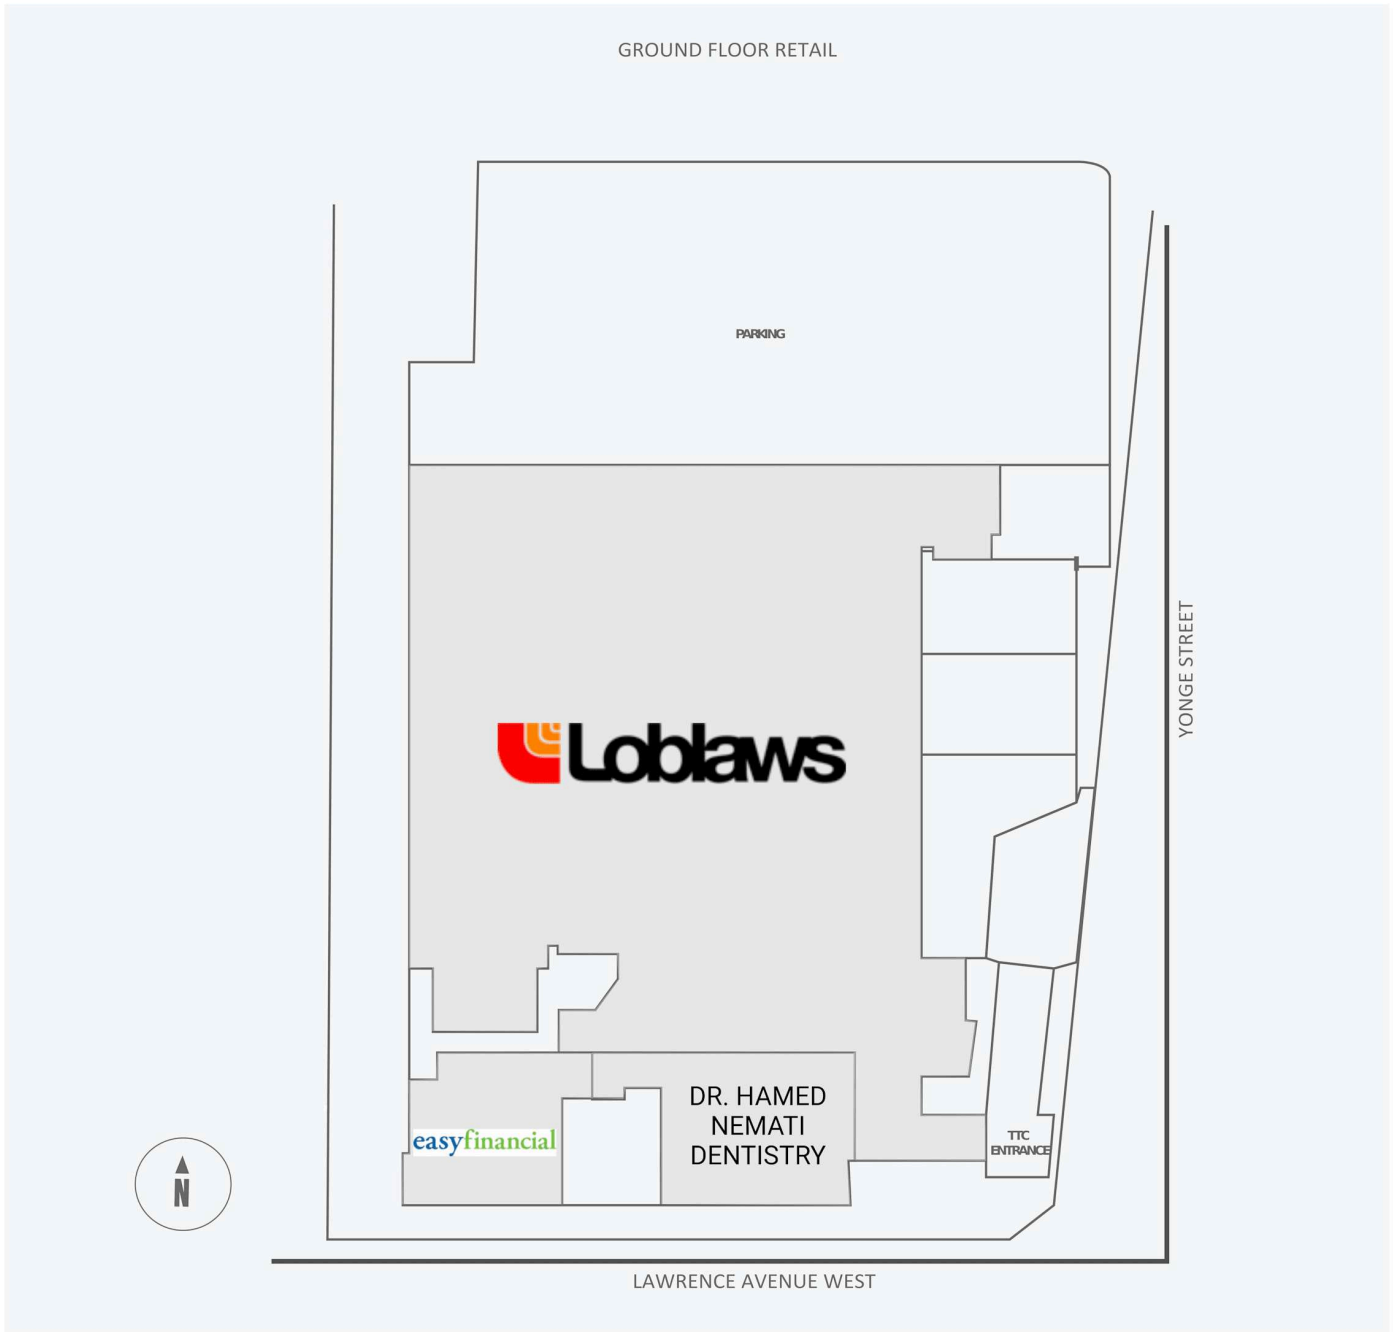 GROUND FLOOR RETAIL
PARKING
YONGE STREET
Loblaws
DR. HAMED
NEMATI
DENTISTRY
easyfinancial
TTC
ENTRANCE
N
LAWRENCE AVENUE WEST